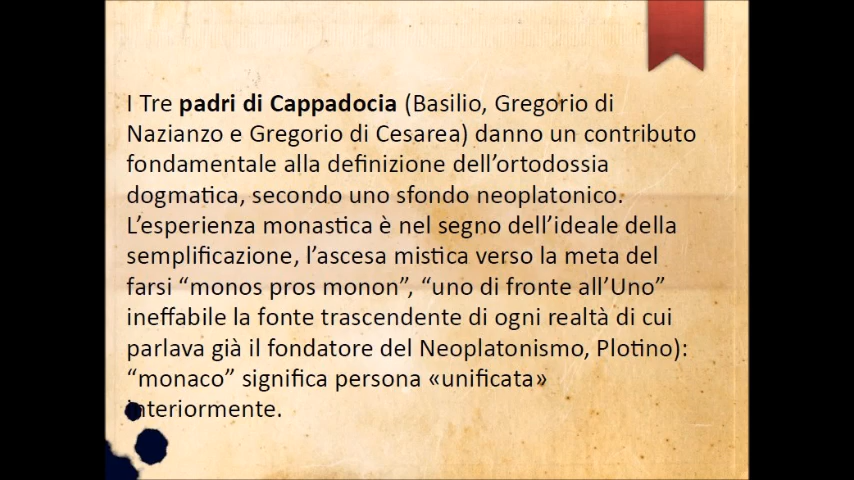 I Tre padri di Cappadocia (Basilio, Gregorio di
Nazianzo e Gregorio di Cesarea) danno un contributo
fondamentale alla definizione dell’ortodossia
dogmatica, secondo uno sfondo neoplatonico.
L’esperienza monastica è nel segno dell’ideale della
semplificazione, l’ascesa mistica verso la meta del
farsi “monos pros monon”, “uno di fronte all’Uno”
ineffabile la fonte trascendente di ogni realtà di cui
parlava già il fondatore del Neoplatonismo, Plotino):
“monaco” significa persona «unificata»
interiormente.